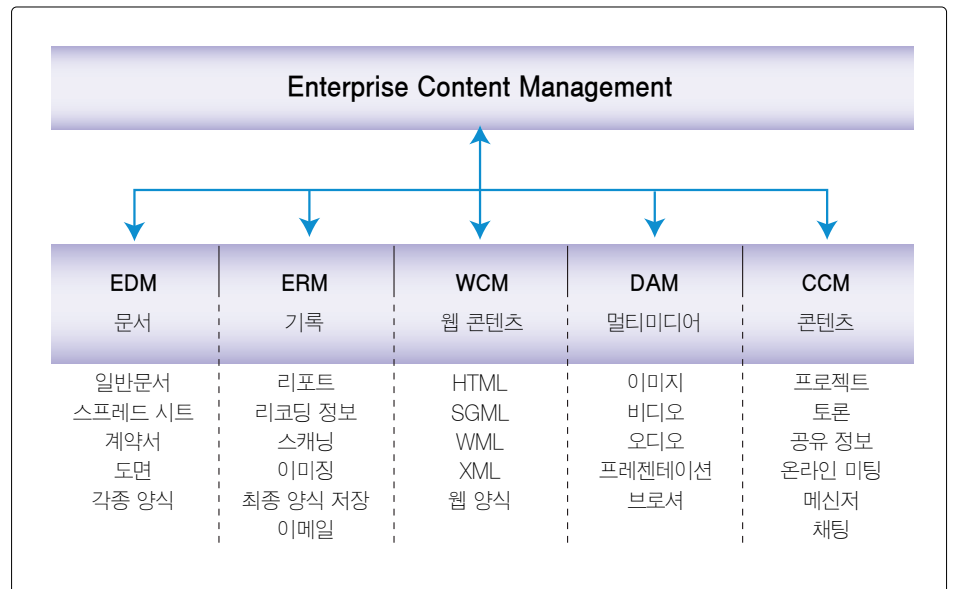 Enterprise Content Management
EDM
문서
일반문서
스프레드 시트
계약서
도면
각종 양식
ERM
기록
리포트
리코딩 정보
스캐닝
이미징
최종 양식 저장
이메일
WCM
웹 콘텐츠
HTML
SGML
WML
XML
웹 양식
DAM
멀티미디어
이미지
비디오
오디오
프레젠테이션
브로셔
CCM
콘텐츠
프로젝트
토론
공유 정보
온라인 미팅
메신저
채팅